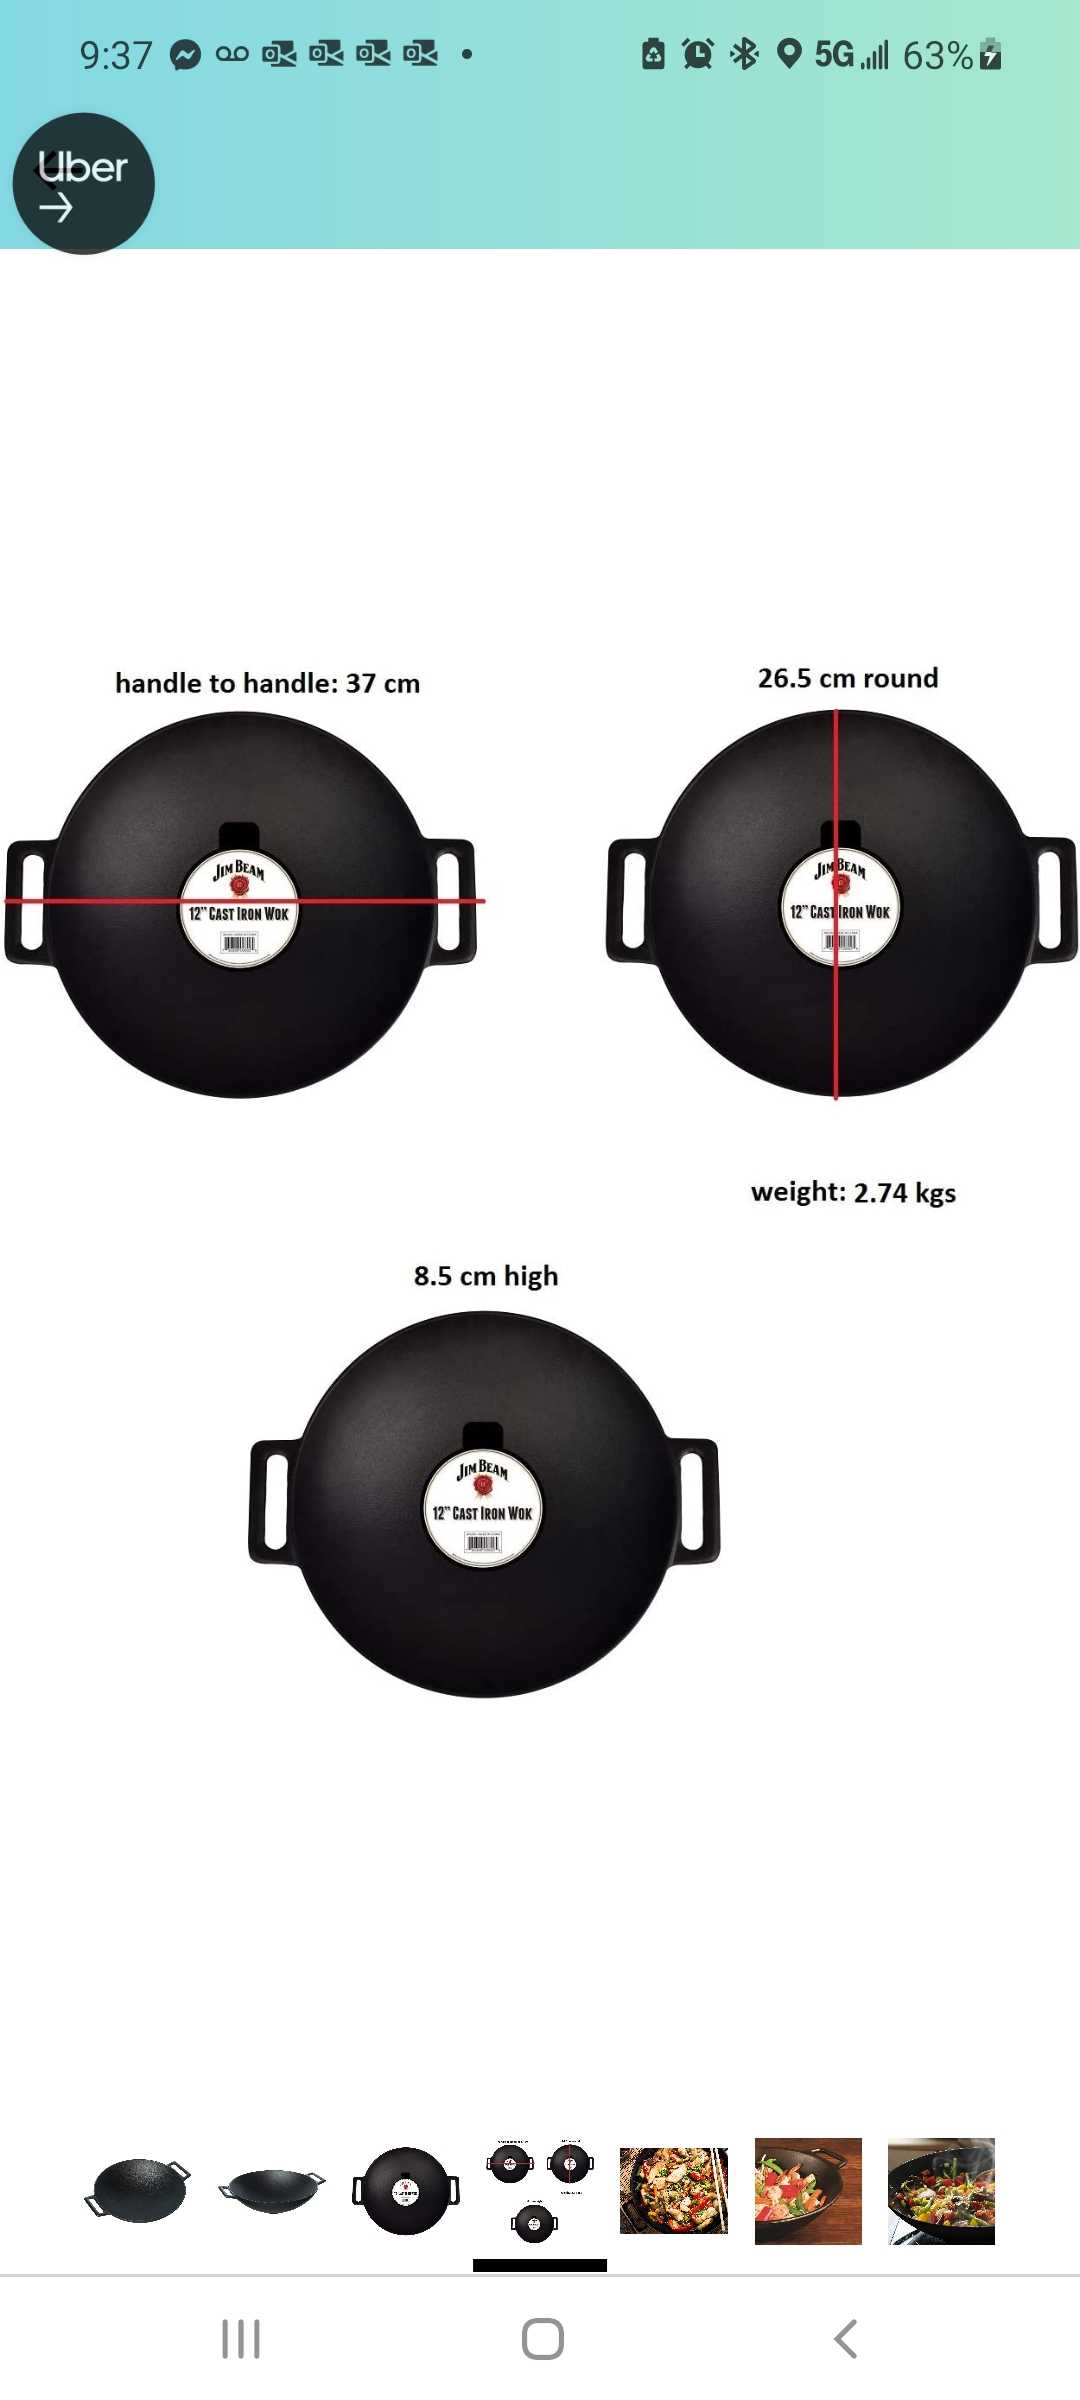 9:37
5G 63%
Uber
handle to handle: 37 cm
26.5 cm round
JIM BEAM
12” CAST IRON WOK
JIM BEAM
12” CAST IRON WOK
weight: 2.74 kgs
8.5 cm high
JIM BEAM
12” CAST IRON WOK